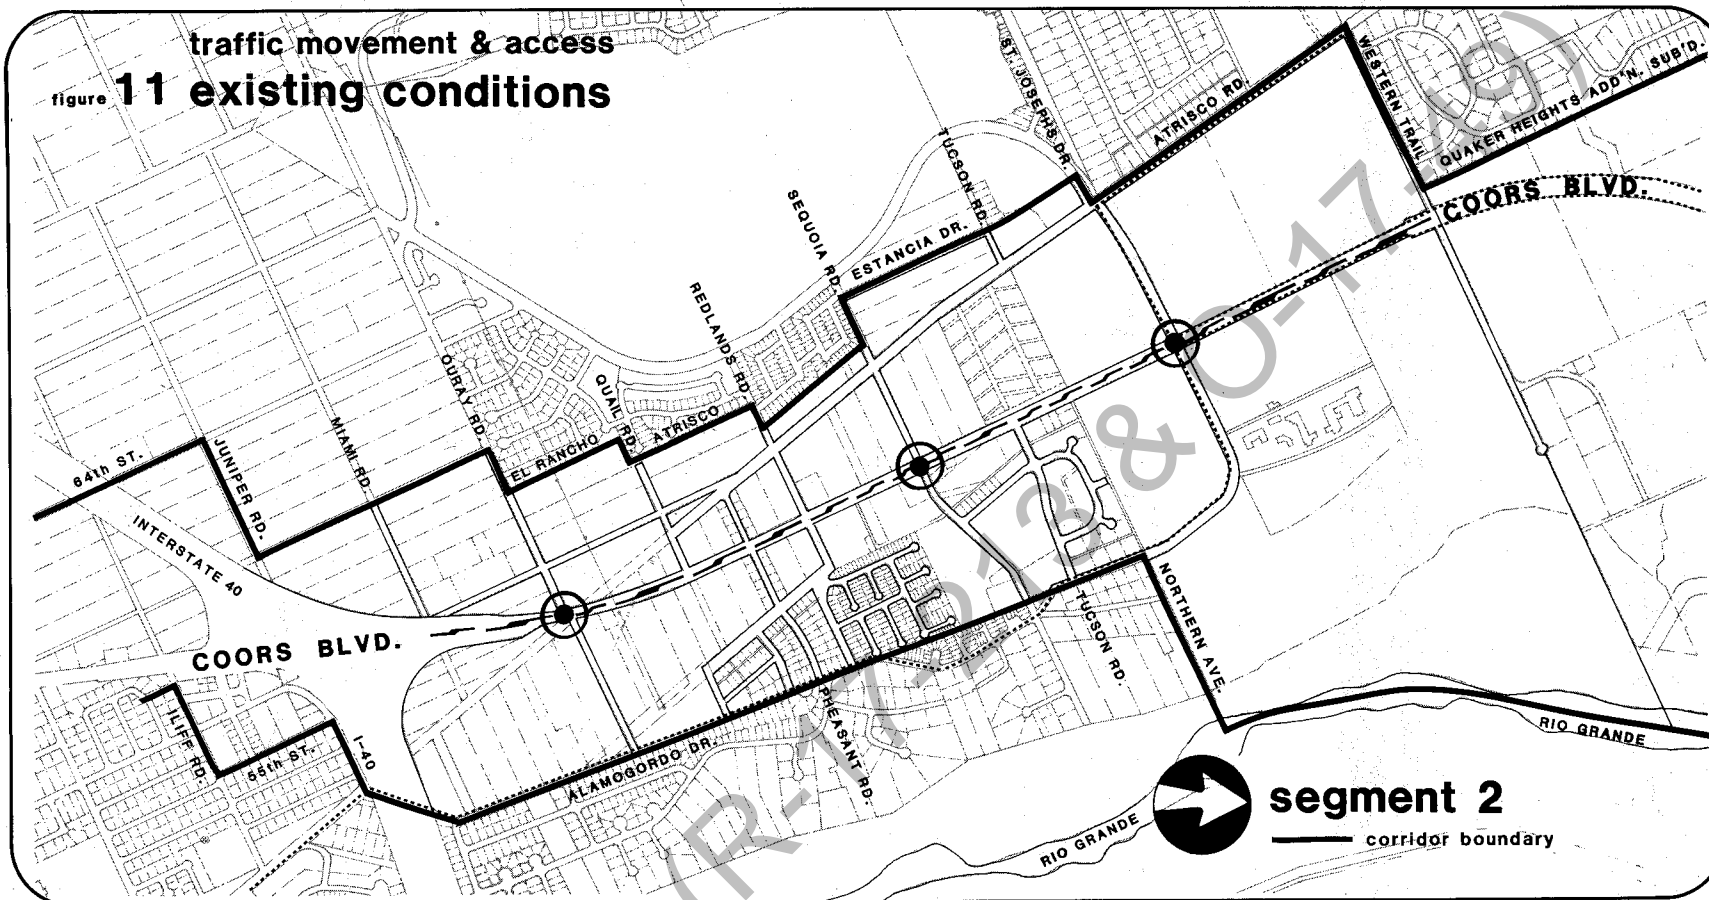 traffic movement & access
figure 11 existing conditions
ST. JOSEPHS DR.
WESTERN TRAIL
ATRISCO RD.
QUAKER HEIGHTS ADD'N. SUB'D.
TUCSON RD.
COORS BLVD.
SEQUOIA RD.
ESTANCIA DR.
REDLANDS RD.
OURAY RD.
QUAIL RD.
ATRISCO
EL RANCHO
MIAMI RD.
JUNIPER RD.
64th ST.
INTERSTATE 40
COORS BLVD.
NORTHERN AVE.
TUCSON RD.
PHEASANT RD.
ILIFF RD.
55th ST.
I-40
ALAMOGORDO DR.
RIO GRANDE
RIO GRANDE
segment 2
corridor boundary
(R-17-213 & O-17-49)